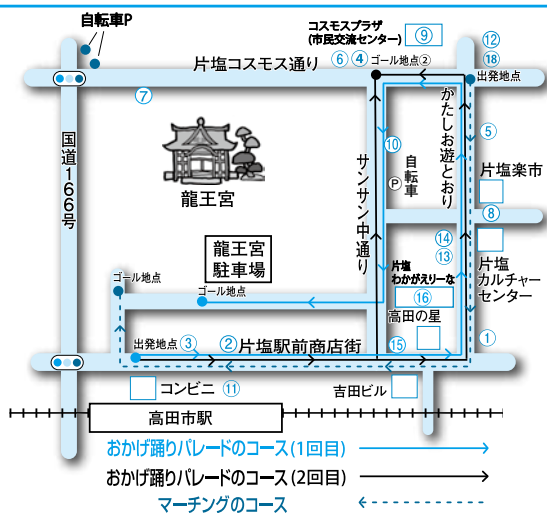 自転車P
コスモスプラザ
(市民交流センター)
⑨
⑫
⑱
片塩コスモス通り
⑥ ④ ゴール地点②
出発地点
⑦
かたしお遊とおり
⑤
国道166号
⑩
自転車
P
サンサン中通り
片塩楽市
龍王宮
⑧
⑭
⑬
龍王宮
駐車場
片塩
わかがえりーな
⑯
片塩
カルチャー
センター
ゴール地点
ゴール地点
高田の星
出発地点 ③
② 片塩駅前商店街
⑮
①
コンビニ
⑪
吉田ビル
高田市駅
おかげ踊りパレードのコース(1回目)
おかげ踊りパレードのコース(2回目)
マーチングのコース